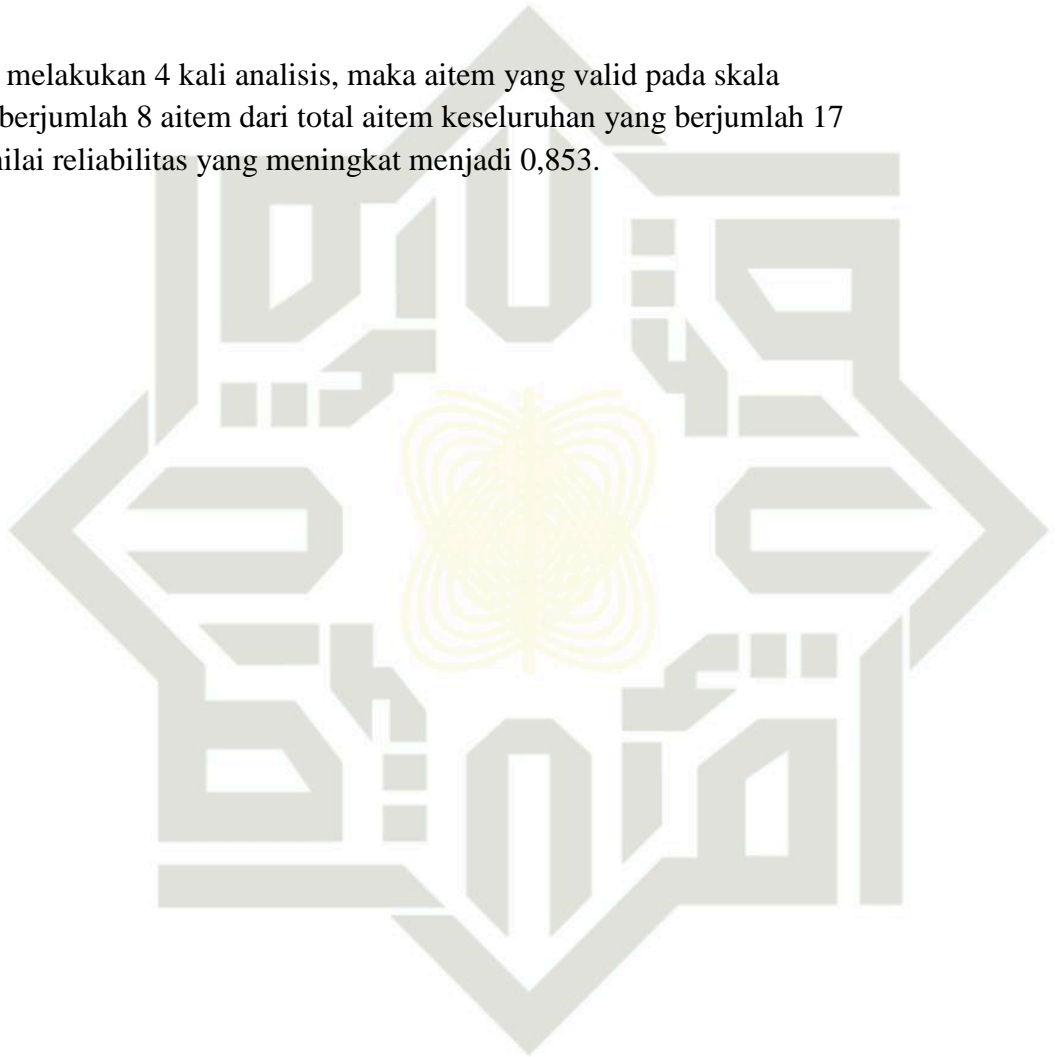 melakukan 4 kali analisis, maka aitem yang valid pada skala
berjumlah 8 aitem dari total aitem keseluruhan yang berjumlah 17
nilai reliabilitas yang meningkat menjadi 0,853.